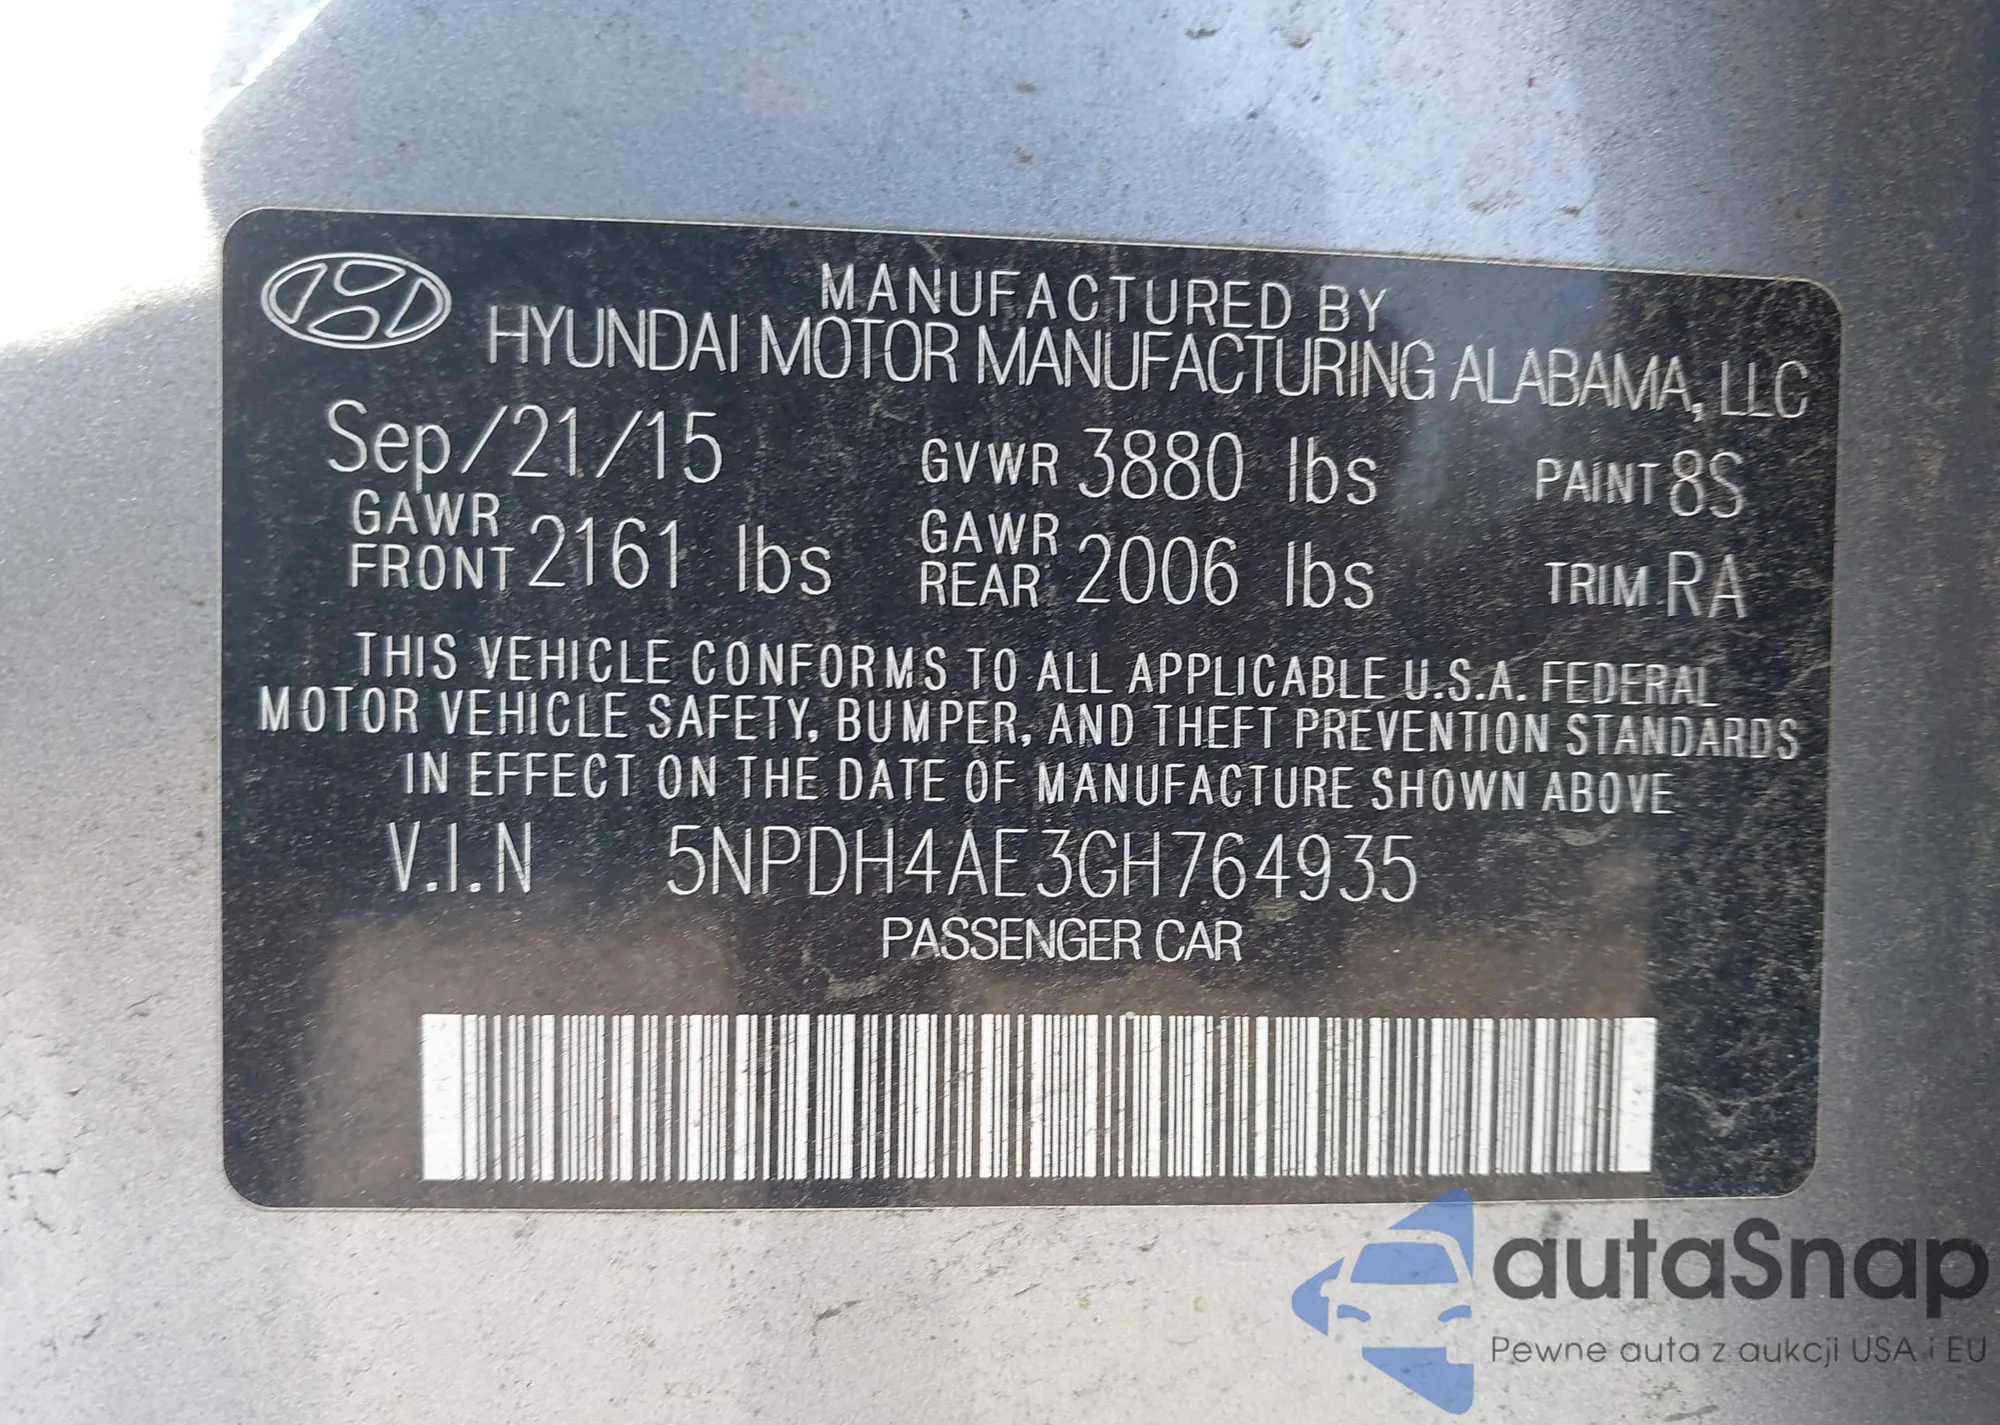 MANUFACTURED BY
HYUNDAI MOTOR MANUFACTURING ALABAMA, LLC
Sep/21/15 GVWR 3880 lbs PAINT 8S
GAWR FRONT 2161 lbs GAWR REAR 2006 lbs TRIM RA
THIS VEHICLE CONFORMS TO ALL APPLICABLE U.S.A. FEDERAL
MOTOR VEHICLE SAFETY, BUMPER, AND THEFT PREVENTION STANDARDS
IN EFFECT ON THE DATE OF MANUFACTURE SHOWN ABOVE
V.I.N 5NPDH4AE3GH764935
PASSENGER CAR
autaSnap
Pewne auta z aukcji USA i EU